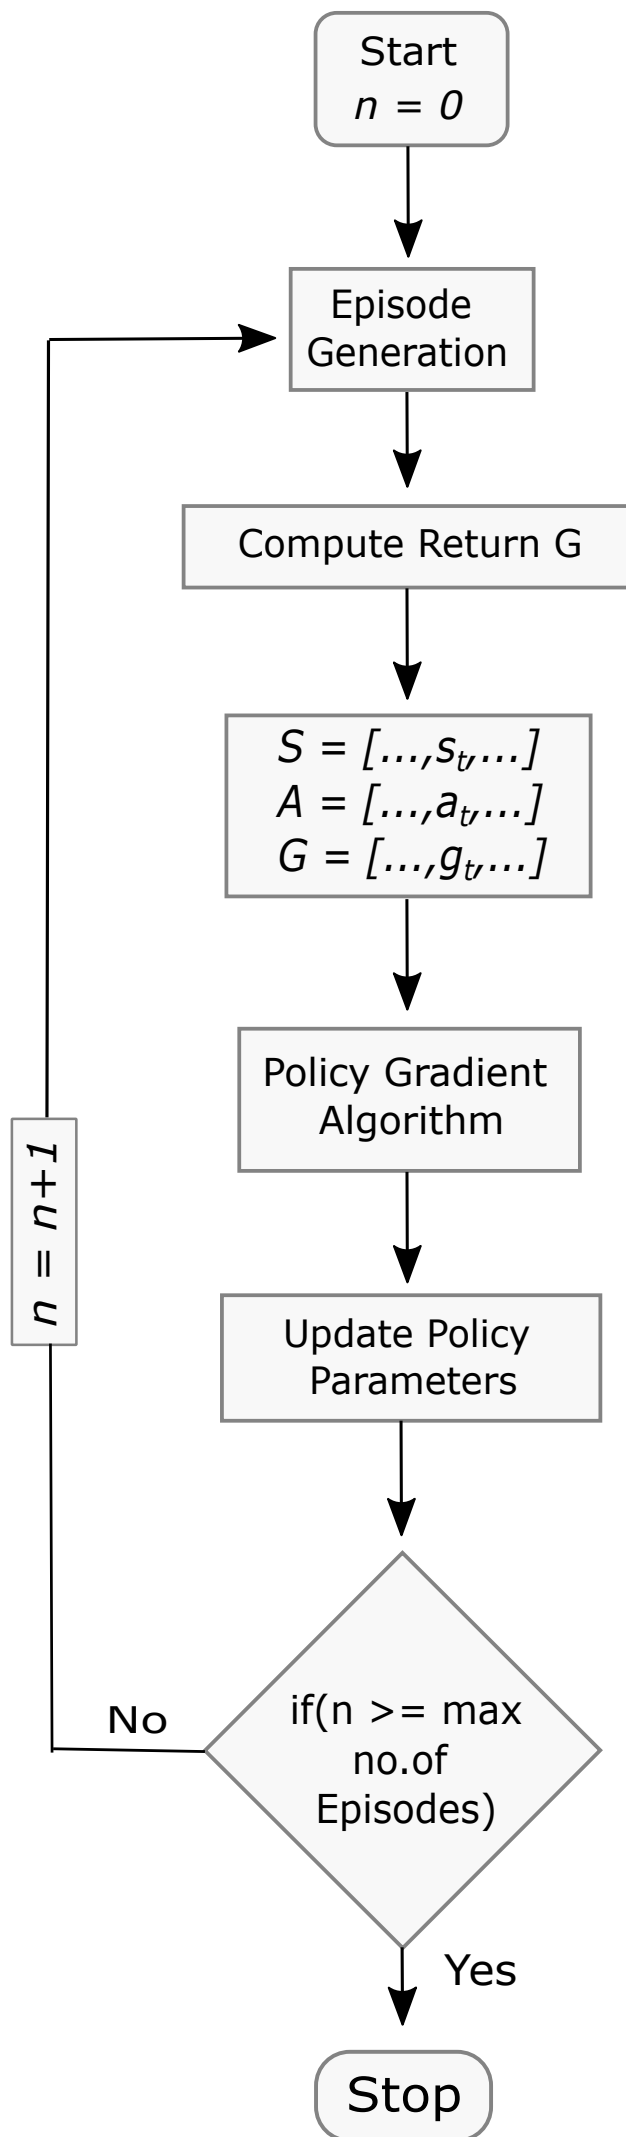 Start
n = 0
Episode
Generation
Compute Return G
S = [...,sₜ,...]
A = [...,aₜ,...]
G = [...,gₜ,...]
Policy Gradient
Algorithm
n = n+1
Update Policy
Parameters
if(n >= max
no.of
Episodes)
No
Yes
Stop